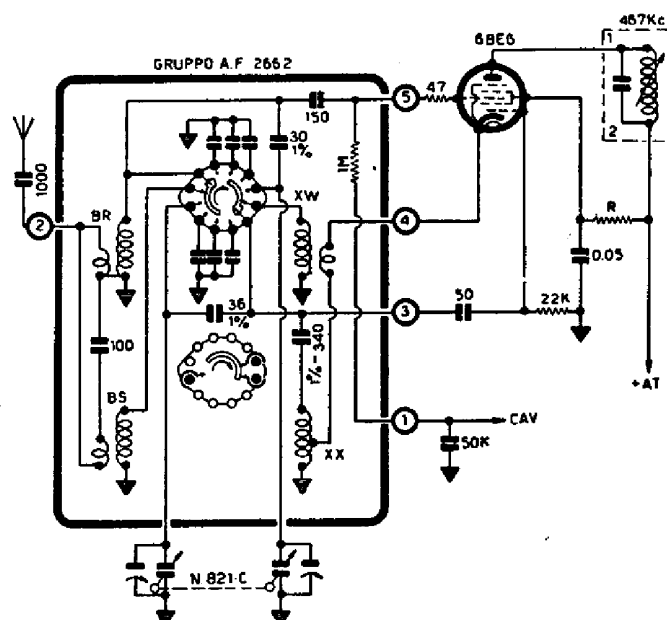 467Kc
6BE6
1
2
GRUPPO A.F 2662
5
47
150
30
1%
1M
1000
2
BR
XW
4
R
0.05
36
1%
3
50
22K
100
1% - 340
BS
XX
1
CAV
50K
+AT
N 821-C